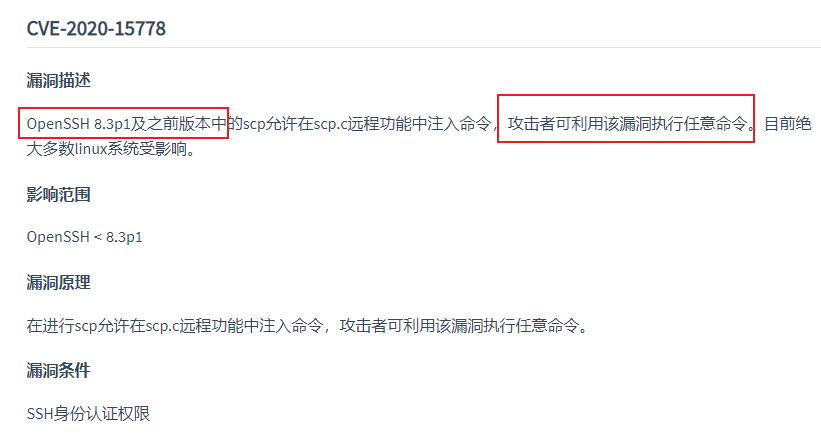 CVE-2020-15778
漏洞描述
OpenSSH 8.3p1及之前版本中的scp允许在scp.c远程功能中注入命令，攻击者可利用该漏洞执行任意命令。目前绝
大多数linux系统受影响。
影响范围
OpenSSH < 8.3p1
漏洞原理
在进行scp允许在scp.c远程功能中注入命令，攻击者可利用该漏洞执行任意命令。
漏洞条件
SSH身份认证权限